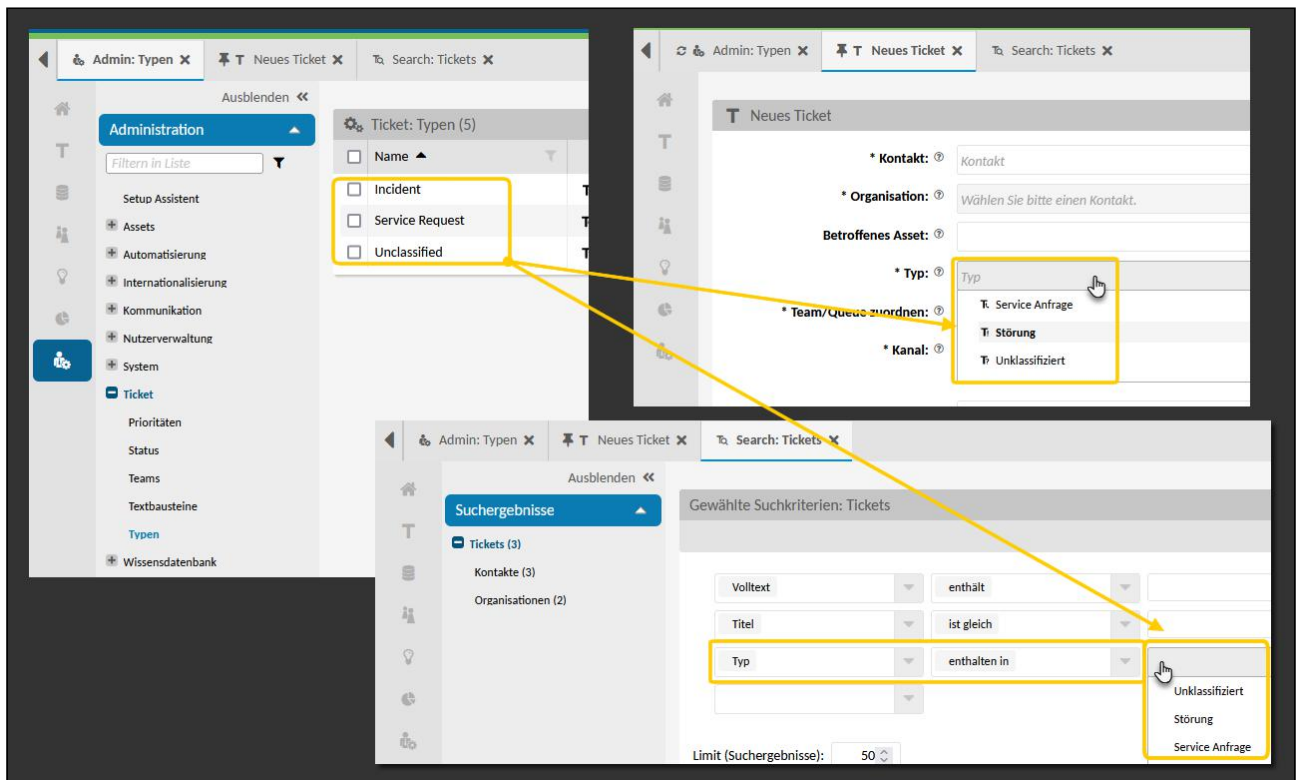 Admin: Typen
Neues Ticket
Search: Tickets
Ausblenden
Administration
Filtern in Liste
Setup Assistent
Assets
Automatisierung
Internationalisierung
Kommunikation
Nutzerverwaltung
System
Ticket
Prioritäten
Status
Teams
Textbausteine
Typen
Wissensdatenbank
Ticket: Typen (5)
Name
Incident
Service Request
Unclassified
Admin: Typen
Neues Ticket
Search: Tickets
Neues Ticket
* Kontakt: Kontakt
* Organisation: Wählen Sie bitte einen Kontakt.
Betroffenes Asset:
* Typ: Typ
Service Anfrage
* Team/Queue zuordnen:
Störung
* Kanal:
Unklassifiziert
Admin: Typen
Neues Ticket
Search: Tickets
Ausblenden
Suchergebnisse
Tickets (3)
Kontakte (3)
Organisationen (2)
Gewählte Suchkriterien: Tickets
Volltext enthält
Titel ist gleich
Typ enthalten in
Unklassifiziert
Störung
Service Anfrage
Limit (Suchergebnisse): 50